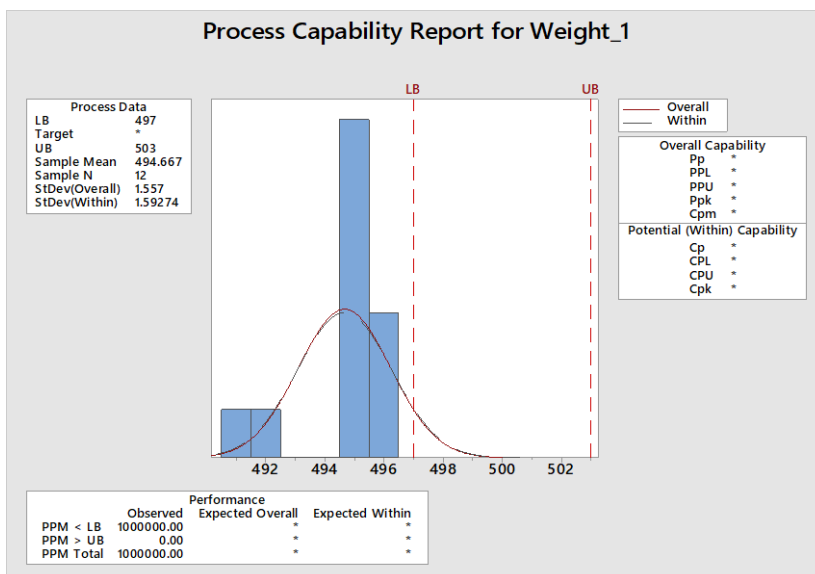 Process Capability Report for Weight_1
LB UB
Process Data
LB 497
Target *
UB 503
Sample Mean 494.667
Sample N 12
StDev(Overall) 1.557
StDev(Within) 1.59274
Overall
Within
Overall Capability
Pp *
PPL *
PPU *
Ppk *
Cpm *
Potential (Within) Capability
Cp *
CPL *
CPU *
Cpk *
492 494 496 498 500 502
Performance
Observed Expected Overall Expected Within
PPM < LB 1000000.00 * *
PPM > UB 0.00 * *
PPM Total 1000000.00 * *